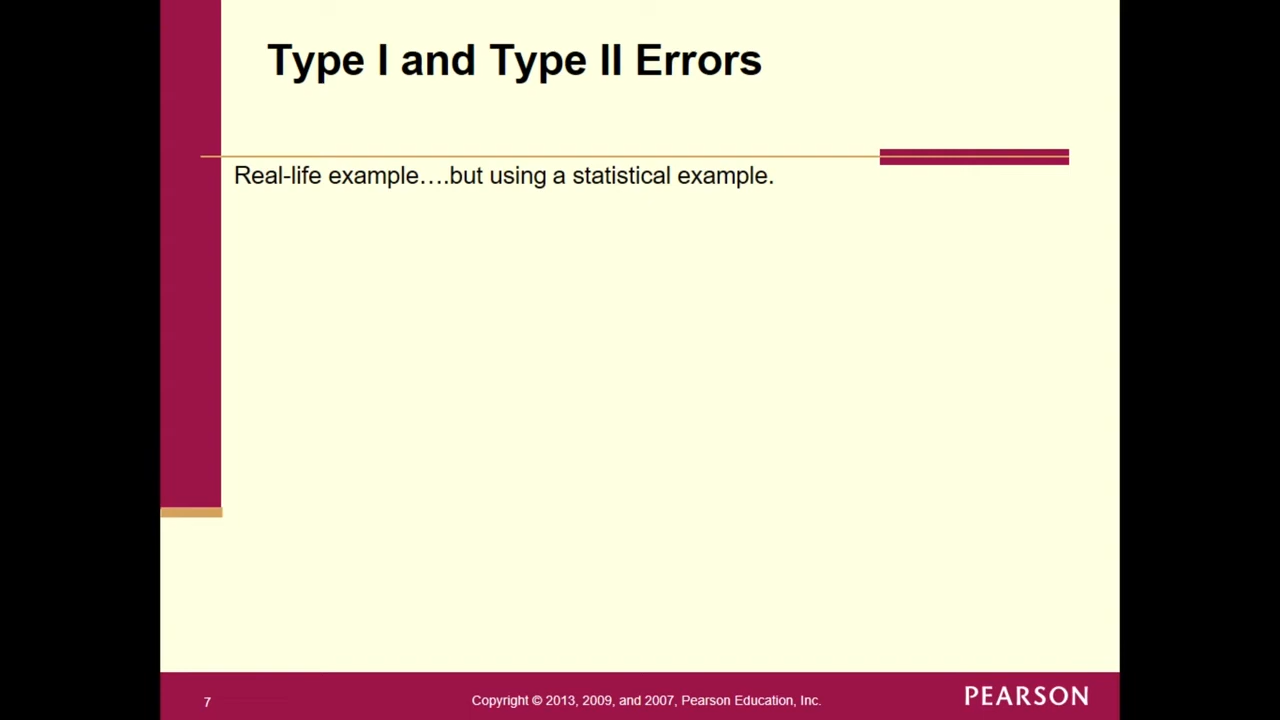 Type I and Type II Errors
Real-life example….but using a statistical example.
7
Copyright © 2013, 2009, and 2007, Pearson Education, Inc.
PEARSON